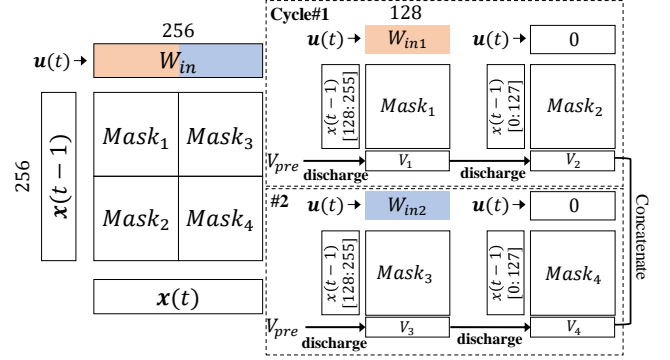 256
u(t)
W_in
256
x(t−1)
Mask_1
Mask_3
Mask_2
Mask_4
x(t)
Cycle#1
128
u(t)
W_in1
u(t)
0
x(t−1)
[128:255]
Mask_1
x(t−1)
[0:127]
Mask_2
V_pre
discharge
V_1
discharge
V_2
#2
u(t)
W_in2
u(t)
0
x(t−1)
[128:255]
Mask_3
x(t−1)
[0:127]
Mask_4
V_pre
discharge
V_3
discharge
V_4
Concatenate